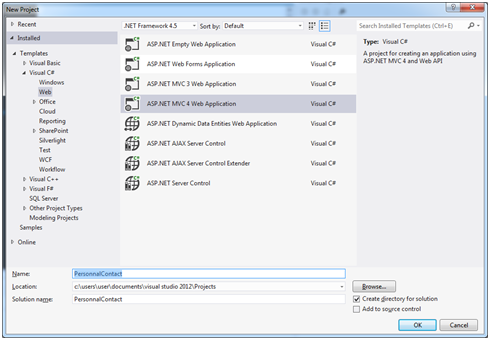 New Project
Recent
.NET Framework 4.5 Sort by: Default
Search Installed Templates (Ctrl+E)
Installed
Templates
Visual Basic
Visual C#
Windows
Web
Office
Cloud
Reporting
SharePoint
Silverlight
Test
WCF
Workflow
Visual C++
Visual F#
SQL Server
Other Project Types
Modeling Projects
Samples
Online
ASP.NET Empty Web Application Visual C#
ASP.NET Web Forms Application Visual C#
ASP.NET MVC 3 Web Application Visual C#
ASP.NET MVC 4 Web Application Visual C#
ASP.NET Dynamic Data Entities Web Application Visual C#
ASP.NET AJAX Server Control Visual C#
ASP.NET AJAX Server Control Extender Visual C#
ASP.NET Server Control Visual C#
Type: Visual C#
A project for creating an application using
ASP.NET MVC 4 and Web API
Name: PersonnalContact
Location: c:\users\user\documents\visual studio 2012\Projects Browse...
Solution name: PersonnalContact
Create directory for solution
Add to source control
OK Cancel